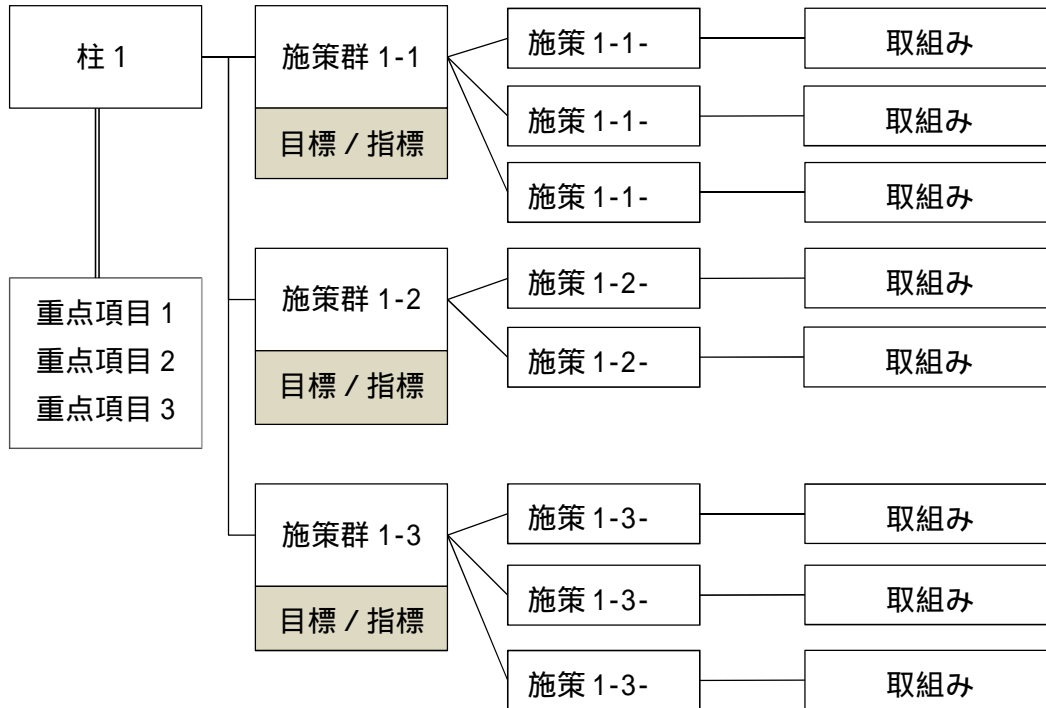 柱 1
施策群 1-1
目標 / 指標
施策 1-1-
取組み
施策 1-1-
取組み
施策 1-1-
取組み
重点項目 1
重点項目 2
重点項目 3
施策群 1-2
目標 / 指標
施策 1-2-
取組み
施策 1-2-
取組み
施策群 1-3
目標 / 指標
施策 1-3-
取組み
施策 1-3-
取組み
施策 1-3-
取組み